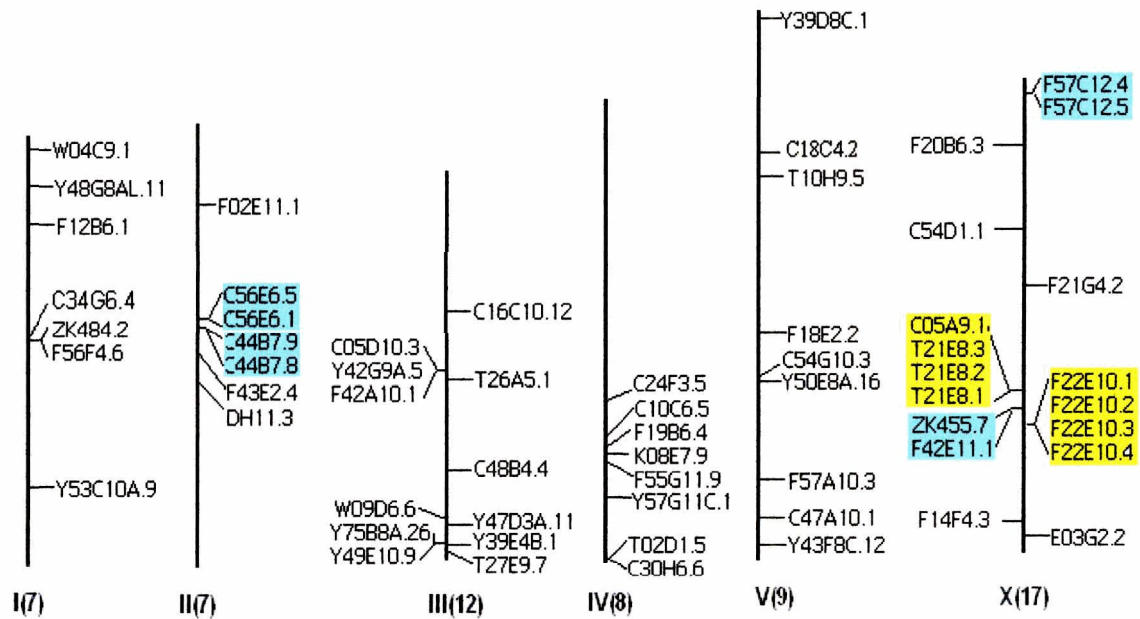 W04C9.1
Y48G8AL.11
F12B6.1
C34G6.4
ZK484.2
F56F4.6
Y53C10A.9
I(7)
F02E11.1
C56E6.5
C56E6.1
C44B7.9
C44B7.8
F43E2.4
DH11.3
II(7)
C16C10.12
C05D10.3
Y42G9A.5
F42A10.1
T26A5.1
C48B4.4
W09D6.6
Y75B8A.26
Y49E10.9
Y47D3A.11
Y39E4B.1
T27E9.7
III(12)
C24F3.5
C10C6.5
F19B6.4
K08E7.9
F55G11.9
Y57G11C.1
T02D1.5
C30H6.6
IV(8)
Y39D8C.1
C18C4.2
T10H9.5
F18E2.2
C54G10.3
Y50E8A.16
F57A10.3
C47A10.1
Y43F8C.12
V(9)
F57C12.4
F57C12.5
F20B6.3
C54D1.1
F21G4.2
C05A9.1
T21E8.3
T21E8.2
T21E8.1
ZK455.7
F42E11.1
F22E10.1
F22E10.2
F22E10.3
F22E10.4
F14F4.3
E03G2.2
X(17)